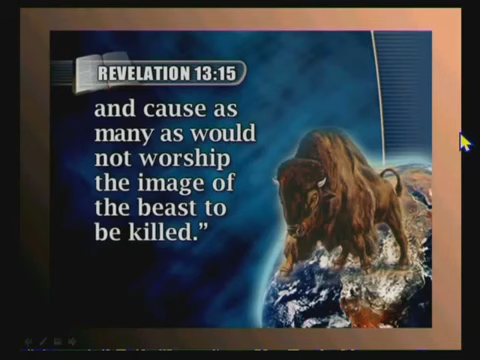 REVELATION 13:15
and cause as
many as would
not worship
the image of
the beast to
be killed.”